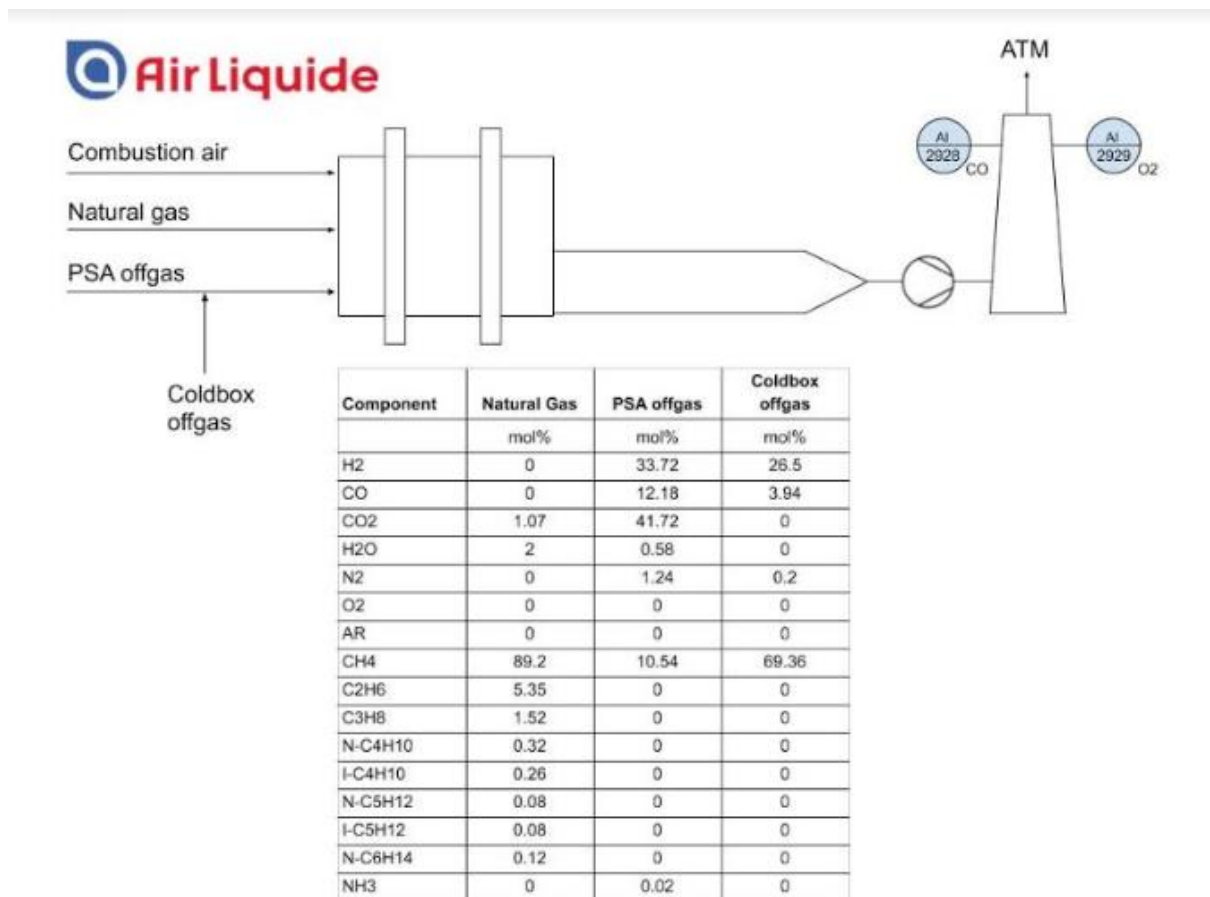 Air Liquide
ATM
Combustion air
Natural gas
PSA offgas
Coldbox
offgas
AI
2928
CO
AI
2929
O2
Component Natural Gas PSA offgas Coldbox offgas
mol% mol% mol%
H2 0 33.72 26.5
CO 0 12.18 3.94
CO2 1.07 41.72 0
H2O 2 0.58 0
N2 0 1.24 0.2
O2 0 0 0
AR 0 0 0
CH4 89.2 10.54 69.36
C2H6 5.35 0 0
C3H8 1.52 0 0
N-C4H10 0.32 0 0
I-C4H10 0.26 0 0
N-C5H12 0.08 0 0
I-C5H12 0.08 0 0
N-C6H14 0.12 0 0
NH3 0 0.02 0